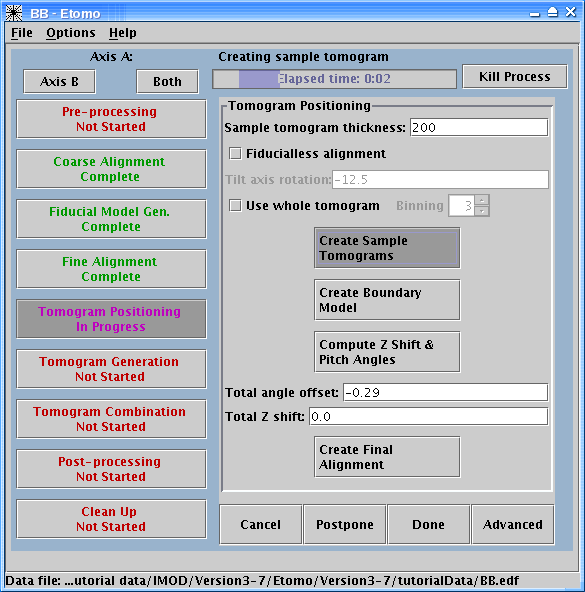 BB - Etomo
File Options Help
Axis A:
Axis B
Both
Creating sample tomogram
Elapsed time: 0:02
Kill Process
Pre-processing
Not Started
Coarse Alignment
Complete
Fiducial Model Gen.
Complete
Fine Alignment
Complete
Tomogram Positioning
In Progress
Tomogram Generation
Not Started
Tomogram Combination
Not Started
Post-processing
Not Started
Clean Up
Not Started
Tomogram Positioning
Sample tomogram thickness: 200
Fiducialless alignment
Tilt axis rotation: -12.5
Use whole tomogram Binning 3
Create Sample
Tomograms
Create Boundary
Model
Compute Z Shift &
Pitch Angles
Total angle offset: -0.29
Total Z shift: 0.0
Create Final
Alignment
Cancel
Postpone
Done
Advanced
Data file: ...utorial data/IMOD/Version3-7/Etomo/Version3-7/tutorialData/BB.edf